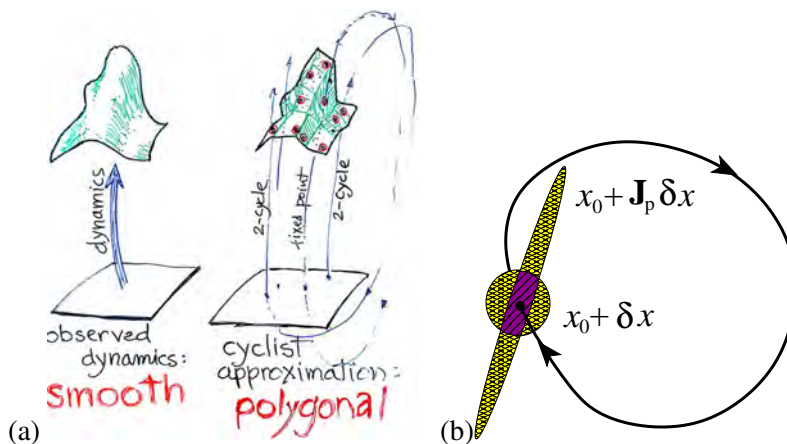 dynamics
observed
dynamics:
smooth
2-cycle
fixed point
2-cycle
cyclist
approximation:
polygonal
(a)
x₀ + Jₚ δx
x₀ + δx
(b)